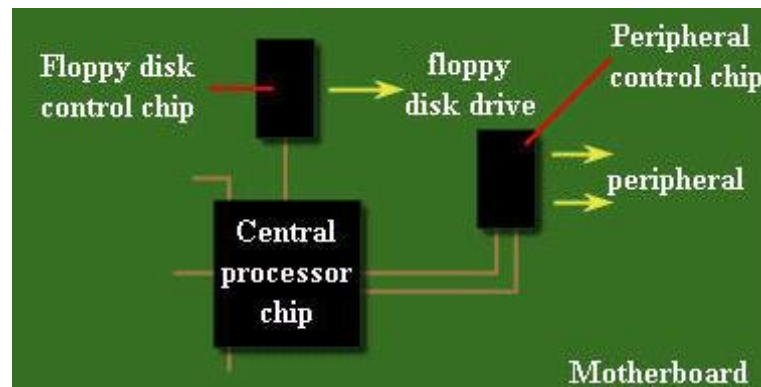 Floppy disk
control chip
floppy
disk drive
Peripheral
control chip
peripheral
Central
processor
chip
Motherboard